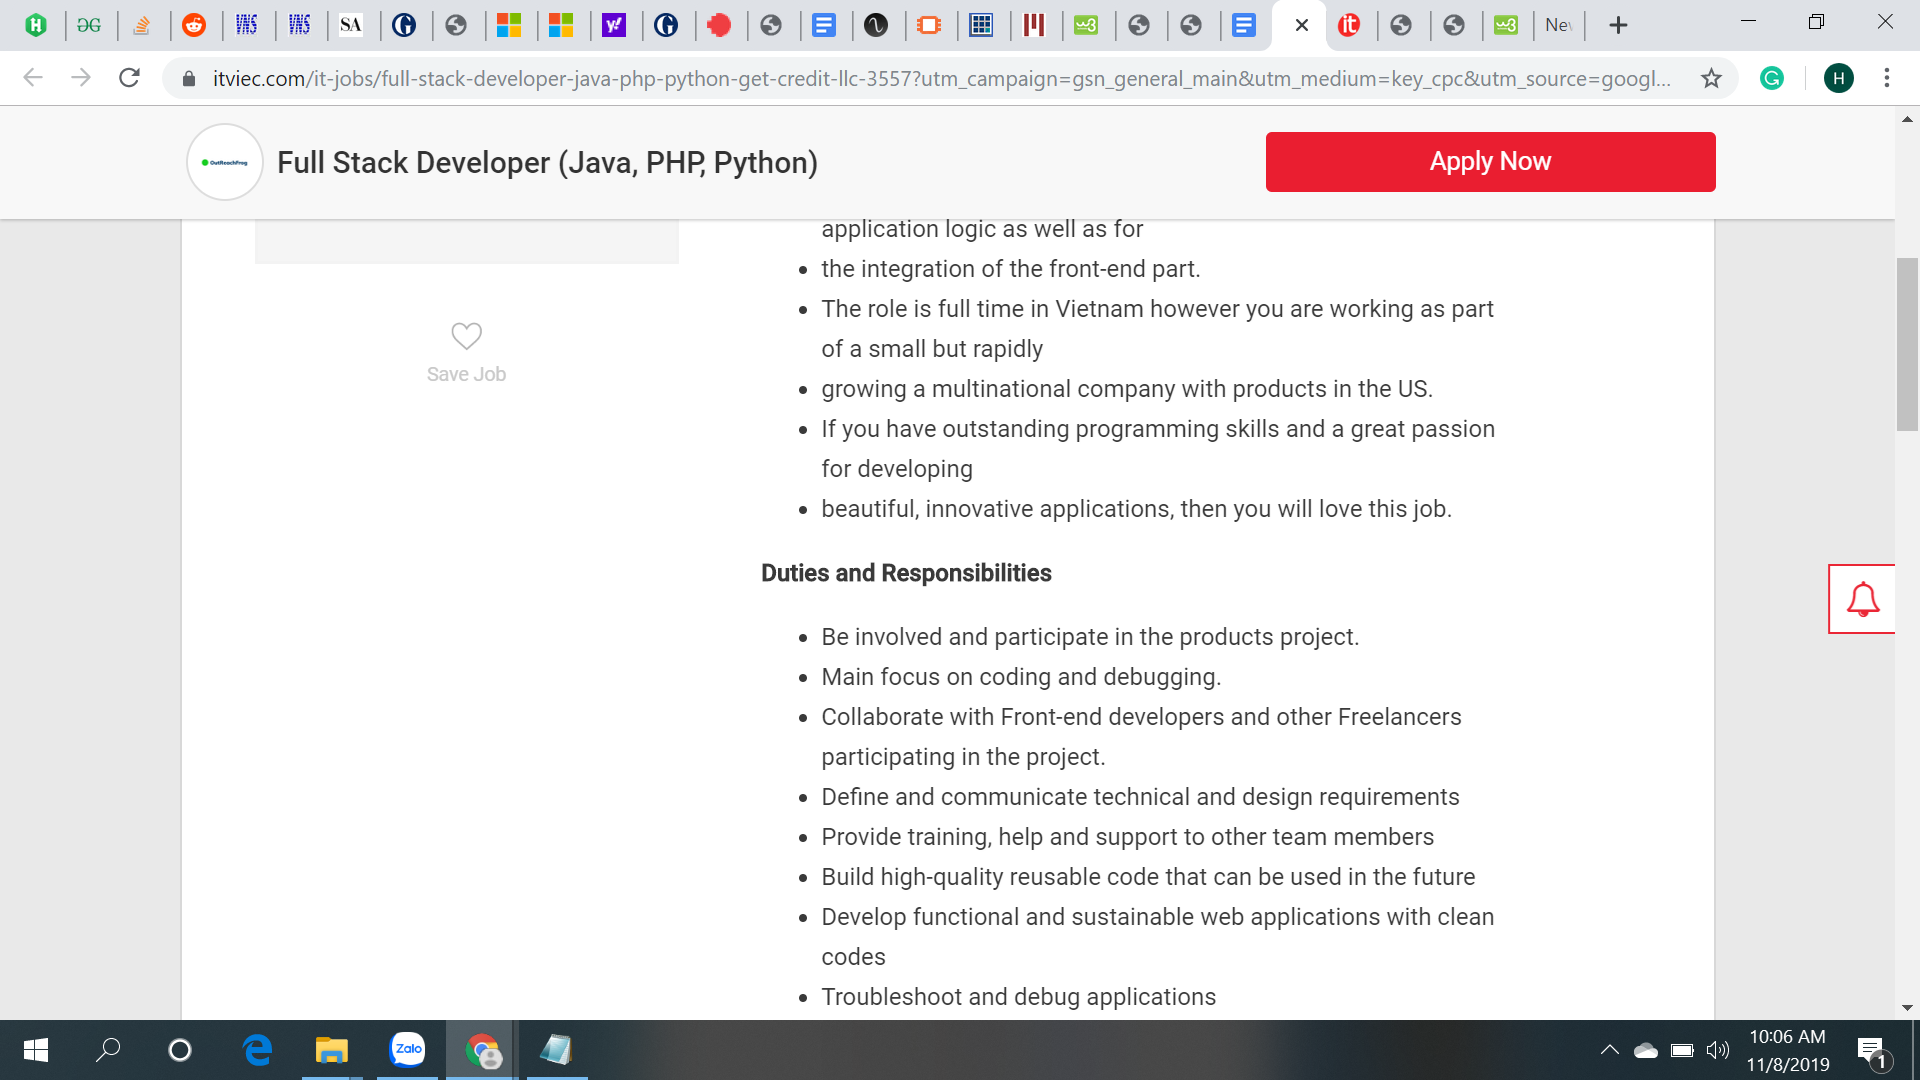 SA
New
itviec.com/it-jobs/full-stack-developer-java-php-python-get-credit-llc-3557?utm_campaign=gsn_general_main&utm_medium=key_cpc&utm_source=googl...
H
OutReachFrog
Full Stack Developer (Java, PHP, Python)
Apply Now
application logic as well as for
• the integration of the front-end part.
• The role is full time in Vietnam however you are working as part
of a small but rapidly
• growing a multinational company with products in the US.
• If you have outstanding programming skills and a great passion
for developing
• beautiful, innovative applications, then you will love this job.
Save Job
Duties and Responsibilities
• Be involved and participate in the products project.
• Main focus on coding and debugging.
• Collaborate with Front-end developers and other Freelancers
participating in the project.
• Define and communicate technical and design requirements
• Provide training, help and support to other team members
• Build high-quality reusable code that can be used in the future
• Develop functional and sustainable web applications with clean
codes
• Troubleshoot and debug applications
Zalo
10:06 AM
11/8/2019
1